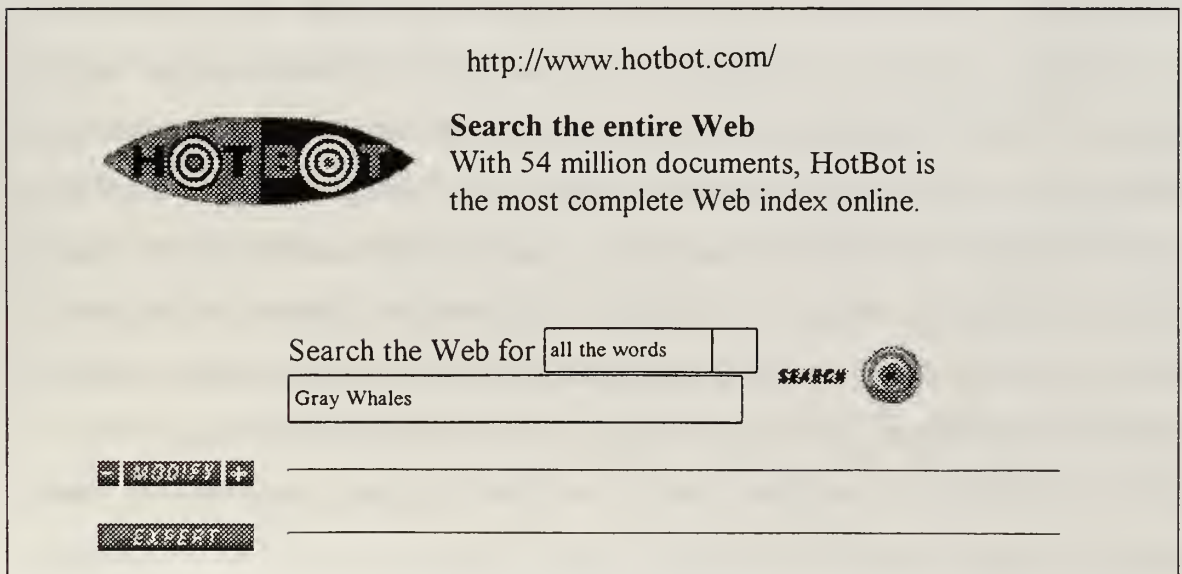 http://www.hotbot.com/
HOTBOT
Search the entire Web
With 54 million documents, HotBot is
the most complete Web index online.
Search the Web for all the words
SEARCH
Gray Whales
- MODIFY +
EXPERT